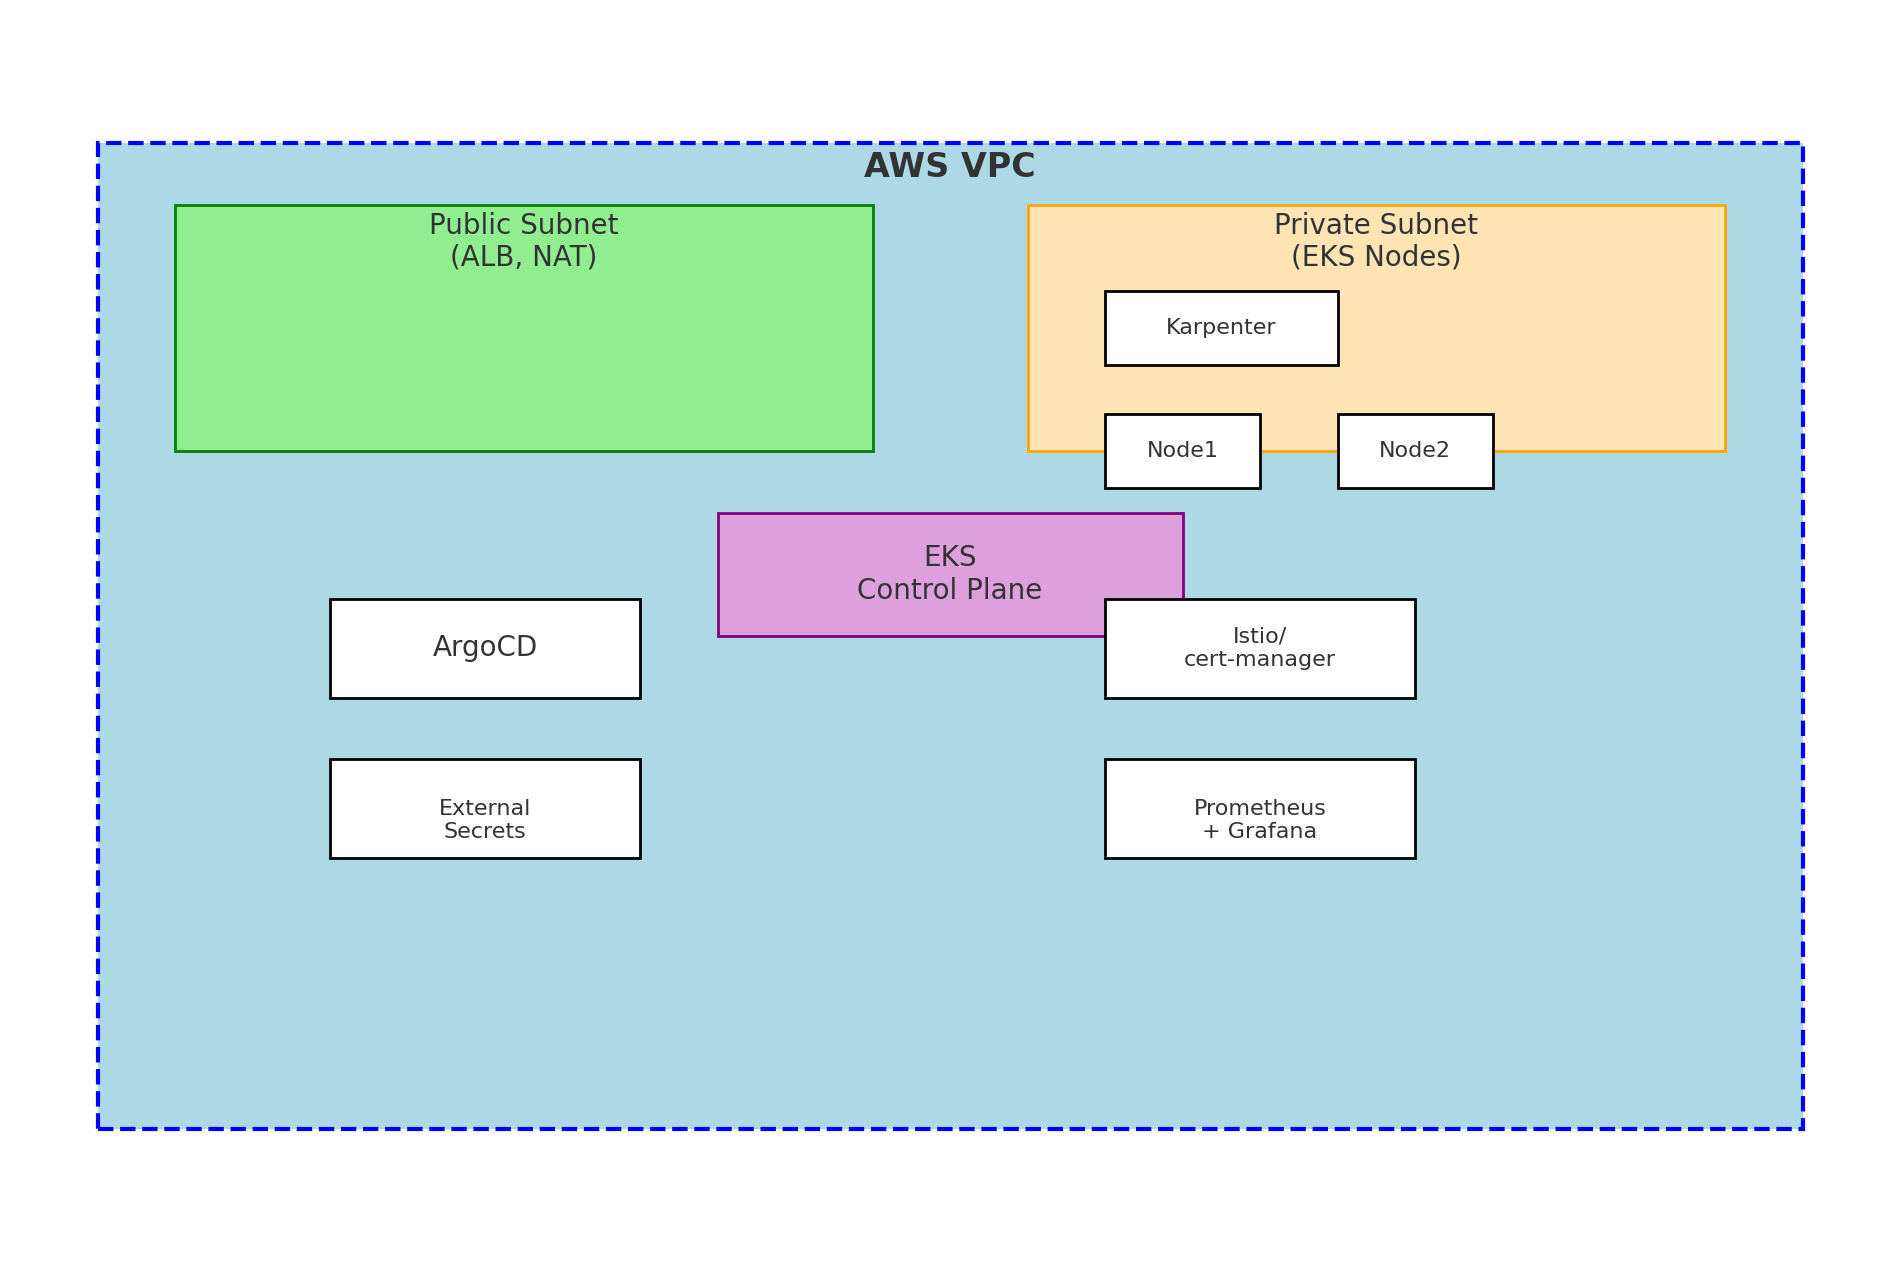 AWS VPC
Public Subnet
(ALB, NAT)
Private Subnet
(EKS Nodes)
Karpenter
Node1
Node2
EKS
Control Plane
ArgoCD
Istio/
cert-manager
External
Secrets
Prometheus
+ Grafana